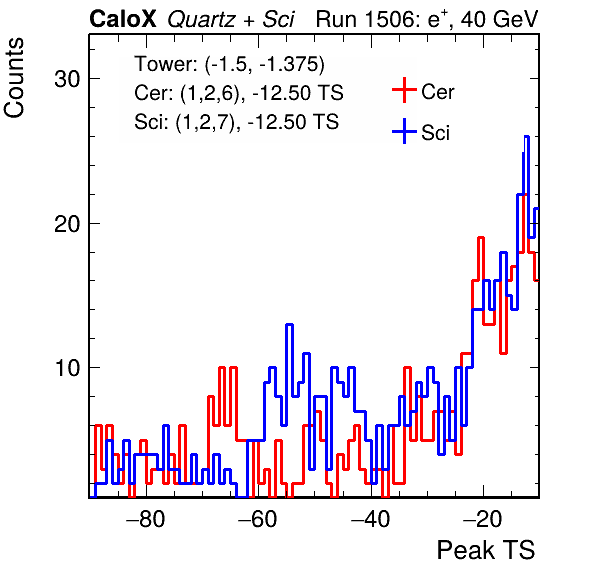 CaloX Quartz + Sci Run 1506: e⁺, 40 GeV
Counts
Tower: (-1.5, -1.375)
Cer: (1,2,6), -12.50 TS
Sci: (1,2,7), -12.50 TS
Cer
Sci
30
20
10
−80 −60 −40 −20
Peak TS